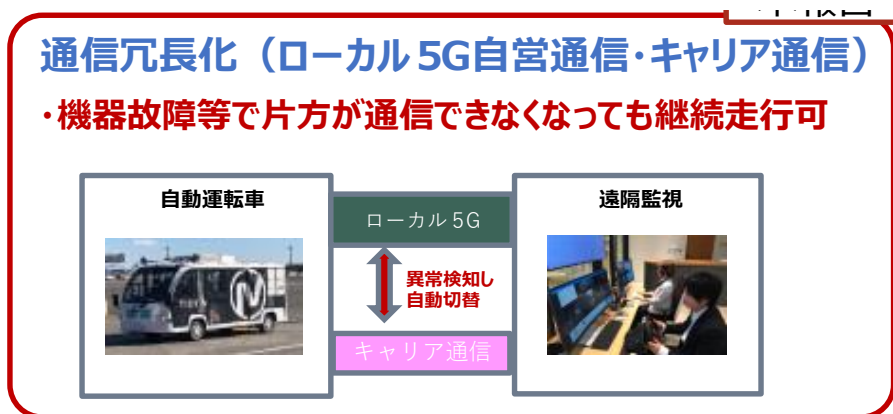 通信冗長化（ローカル5G自営通信・キャリア通信）
・機器故障等で片方が通信できなくなっても継続走行可
自動運転車
ローカル5G
遠隔監視
異常検知し
自動切替
キャリア通信